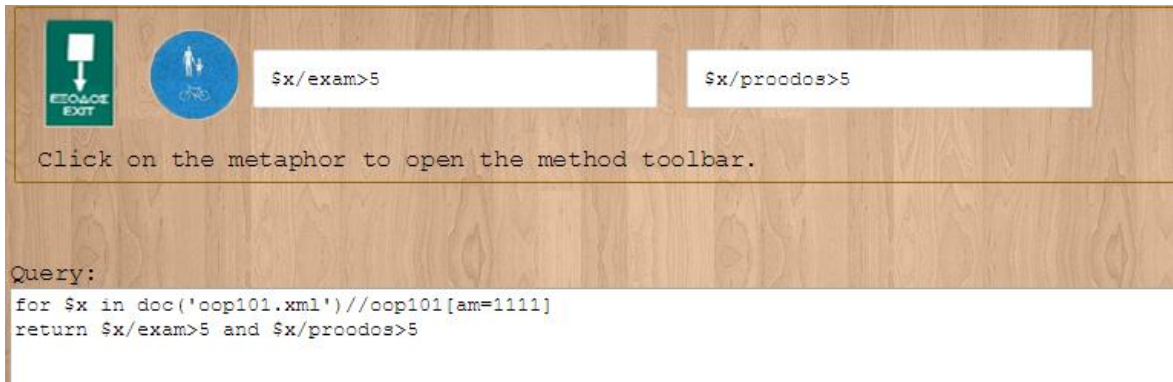 ΕΞΟΔΟΣ
EXIT
$x/exam>5
$x/proodos>5
Click on the metaphor to open the method toolbar.
Query:
for $x in doc('oop101.xml')//oop101[am=1111]
return $x/exam>5 and $x/proodos>5